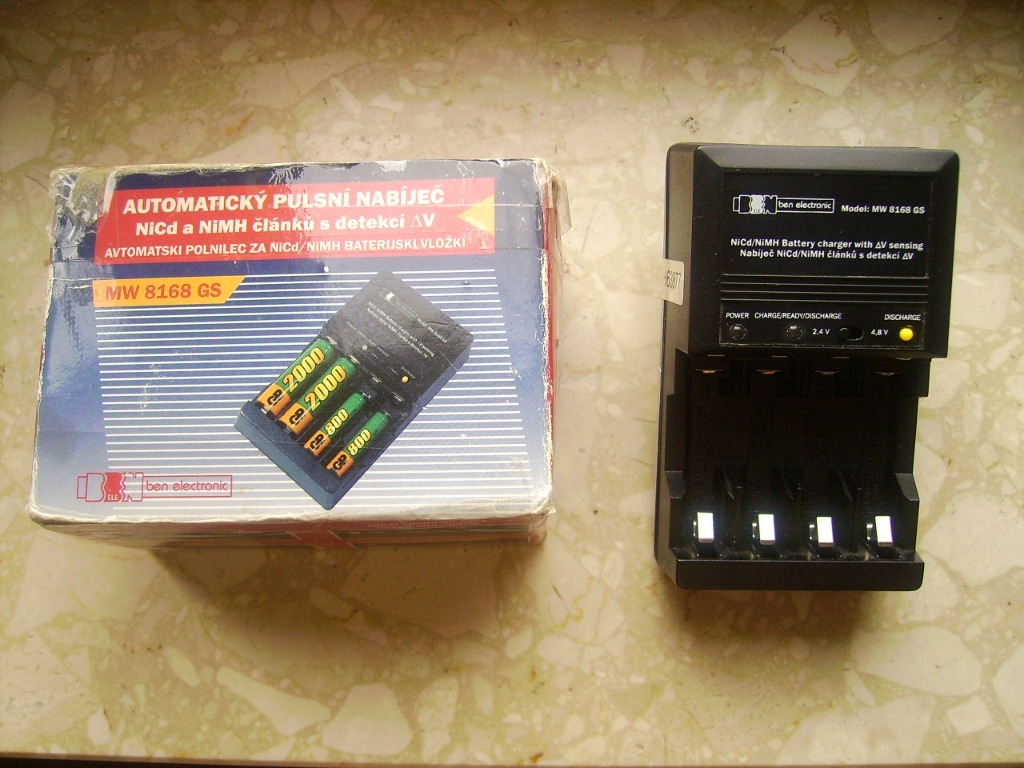 AUTOMATICKÝ PULSNÍ NABÍJEČ
NiCd a NiMH článků s detekcí ΔV
AVTOMATSKI POLNILEC ZA NiCd/NiMH BATERIJSKI VLOŽKI
MW 8168 GS
2000
2000
800
800
BEN
ELE
ben electronic
ben electronic
Model: MW 8168 GS
NiCd/NiMH Battery charger with ΔV sensing
Nabíječ NiCd/NiMH článků s detekcí ΔV
POWER CHARGE/READY/DISCHARGE DISCHARGE
2,4 V 4,8 V